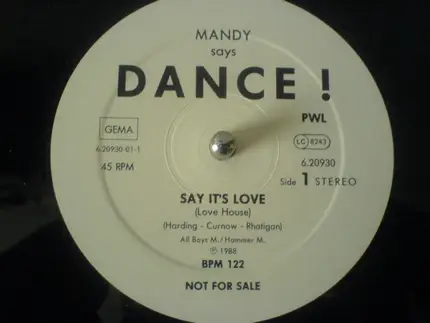 MANDY
says
DANCE !
PWL
GEMA
LC 8243
6.20930-01-1
6.20930
45 RPM
Side 1 STEREO
SAY IT'S LOVE
(Love House)
(Harding - Curnow - Rhatigan)
All Boys M./Hammer M.
℗ 1988
BPM 122
NOT FOR SALE